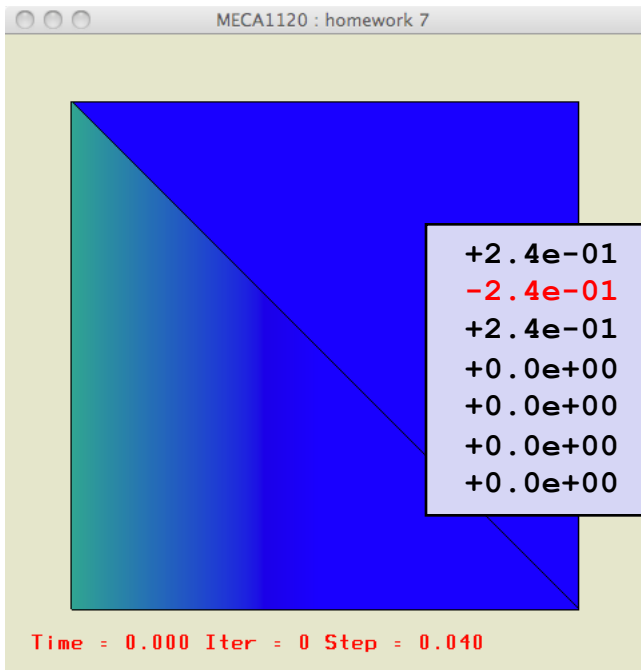 MECA1120 : homework 7
+2.4e-01
-2.4e-01
+2.4e-01
+0.0e+00
+0.0e+00
+0.0e+00
+0.0e+00
Time = 0.000 Iter = 0 Step = 0.040